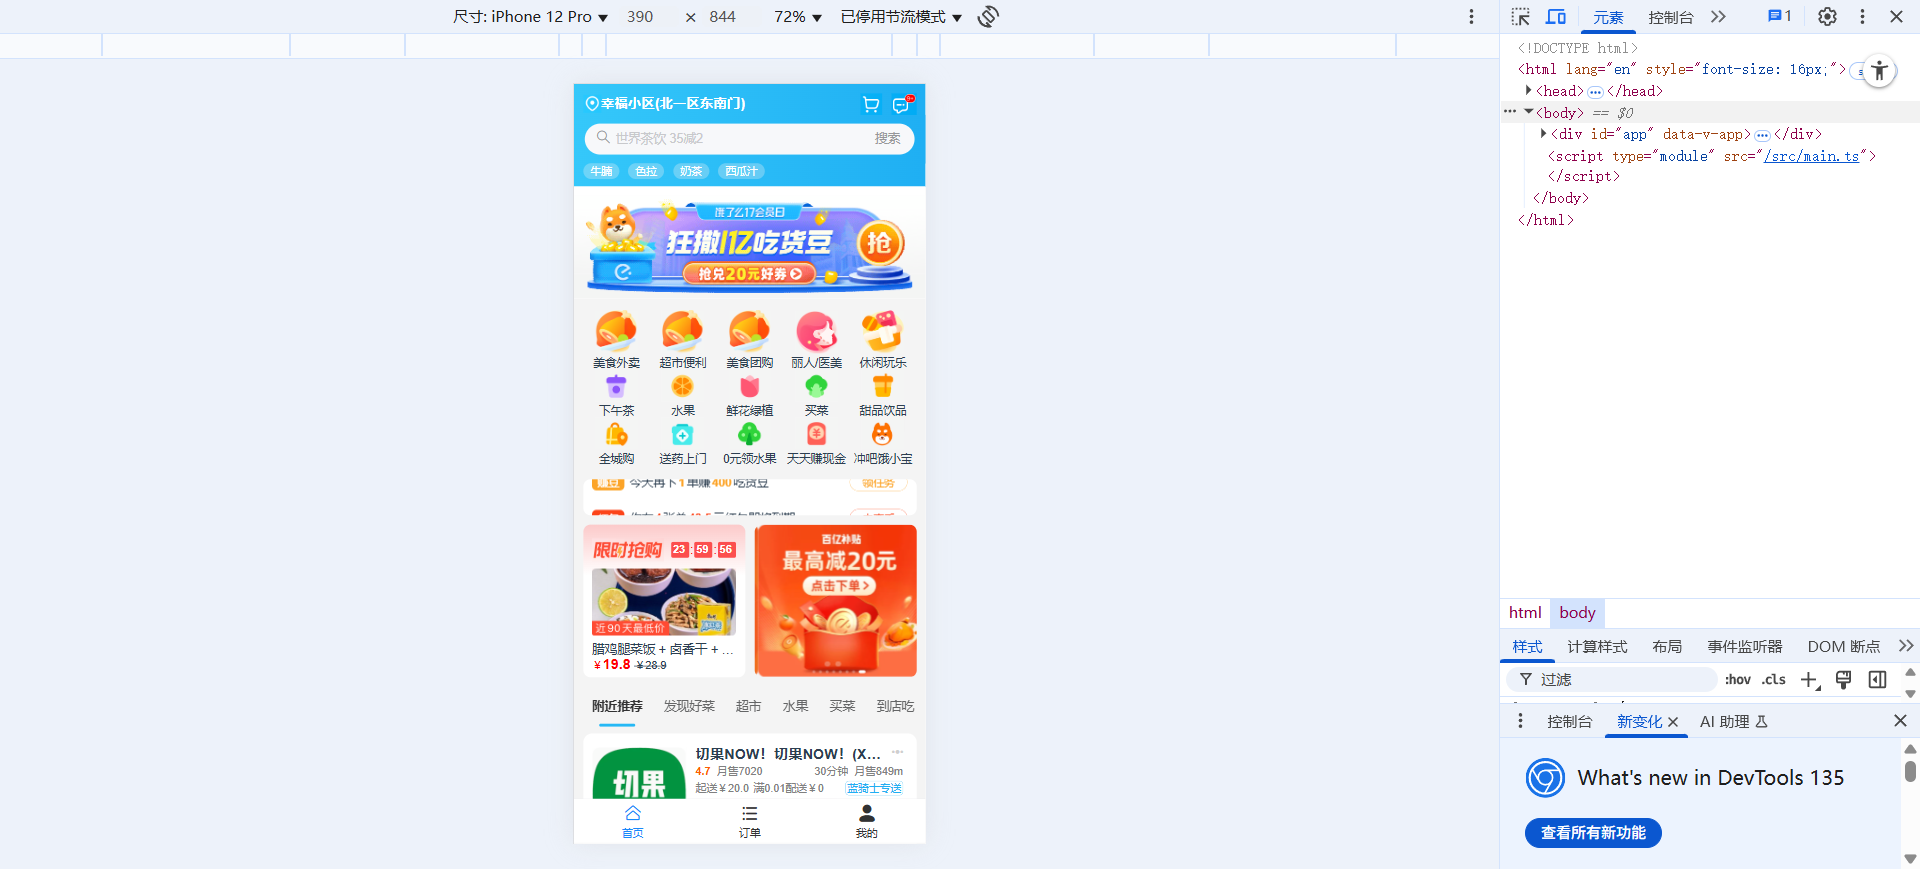 尺寸: iPhone 12 Pro ▼ 390 × 844 72% ▼ 已停用节流模式 ▼
元素 控制台 1
<!DOCTYPE html>
<html lang="en" style="font-size: 16px;">
<head> </head>
<body> == $0
<div id="app" data-v-app> </div>
<script type="module" src="/src/main.ts">
</script>
</body>
</html>
幸福小区(北一区东南门)
世界茶饮 35减2 搜索
牛腩 色拉 奶茶 西瓜汁
饿了么17会员日
狂撒1亿吃货豆 抢
抢兑20元好券
美食外卖 超市便利 美食团购 丽人/医美 休闲玩乐
下午茶 水果 鲜花绿植 买菜 甜品饮品
全城购 送药上门 0元领水果 天天赚现金 冲吧饿小宝
今天再下1单赚400吃货豆 领任务
限时抢购 23:59:56
近90天最低价
腊鸡腿菜饭 + 卤香干 + ...
¥19.8 ¥28.9
百亿补贴
最高减20元
点击下单
附近推荐 发现好菜 超市 水果 买菜 到店吃
切果
切果NOW! 切果NOW! (X...
4.7 月售7020 30分钟 月售849m
起送¥20.0 满0.01配送¥0 蓝骑士专送
首页 订单 我的
html body
样式 计算样式 布局 事件监听器 DOM 断点
过滤 :hov .cls
控制台 新变化 AI 助理
What's new in DevTools 135
查看所有新功能